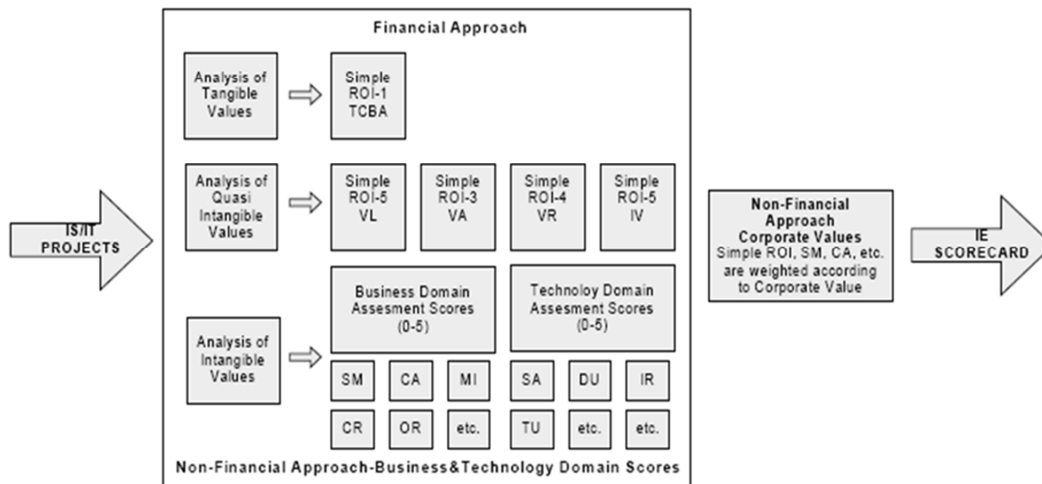 Financial Approach
Analysis of
Tangible
Values
Simple
ROI-1
TCBA
Analysis of
Quasi
Intangible
Values
Simple
ROI-5
VL
Simple
ROI-3
VA
Simple
ROI-4
VR
Simple
ROI-5
IV
IS/IT
PROJECTS
Non-Financial
Approach
Corporate Values
Simple ROI, SM, CA, etc.
are weighted according
to Corporate Value
IE
SCORECARD
Analysis of
Intangible
Values
Business Domain
Assesment Scores
(0-5)
Technoloy Domain
Assesment Scores
(0-5)
SM
CA
MI
SA
DU
IR
CR
OR
etc.
TU
etc.
etc.
Non-Financial Approach-Business&Technology Domain Scores